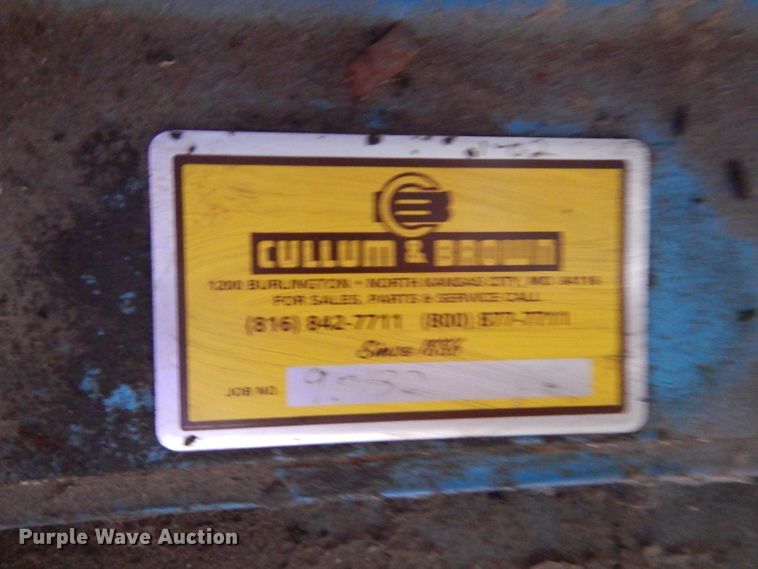 CULLUM & BROWN
1200 BURLINGTON - NORTH KANSAS CITY, MO
FOR SALES, PARTS & SERVICE CALL
(816) 842-7711 (800)
Since
JOB NO.
Purple Wave Auction